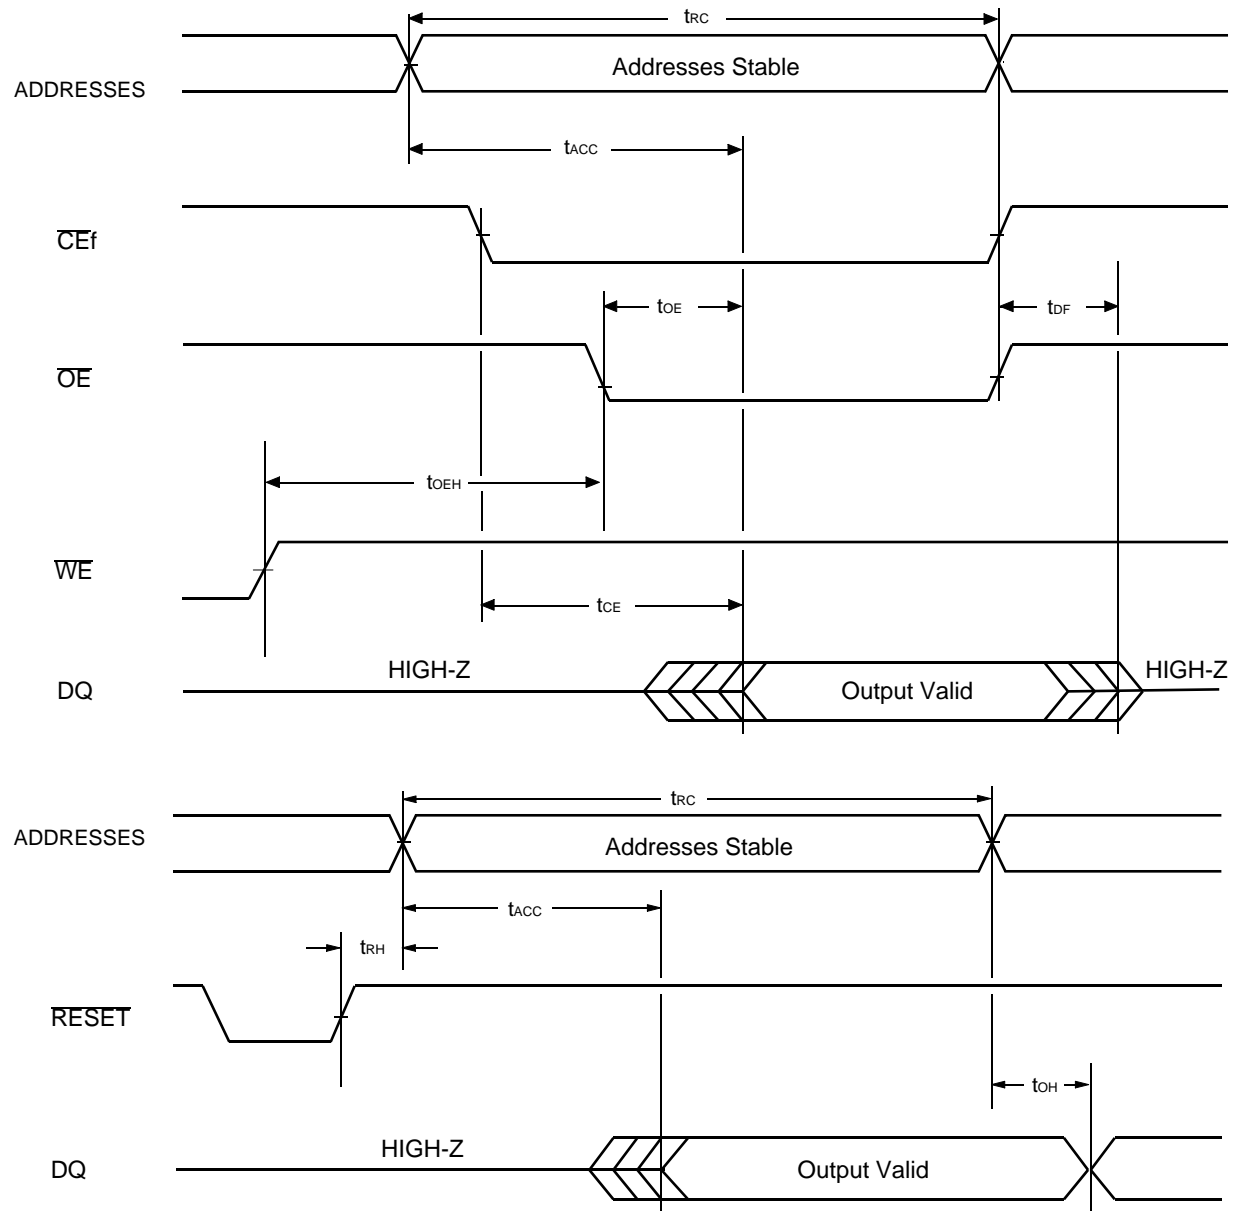 tRC
Addresses Stable
ADDRESSES
tACC
CEf
tOE
tDF
OE
tOEH
WE
tCE
HIGH-Z
HIGH-Z
DQ
Output Valid
tRC
ADDRESSES
Addresses Stable
tACC
tRH
RESET
tOH
HIGH-Z
DQ
Output Valid